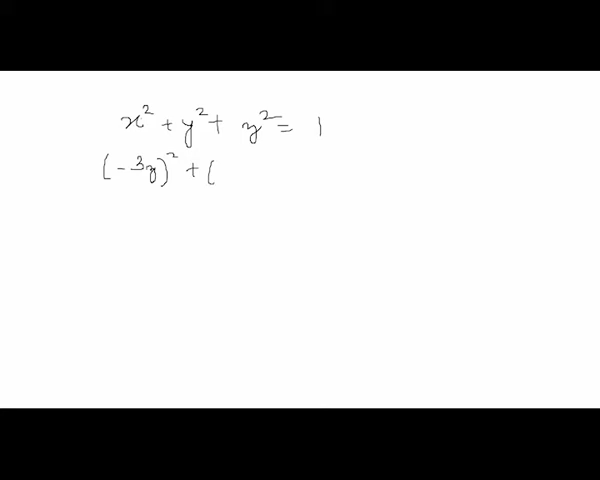 x² + y² + z² = 1
(-3z)² + (